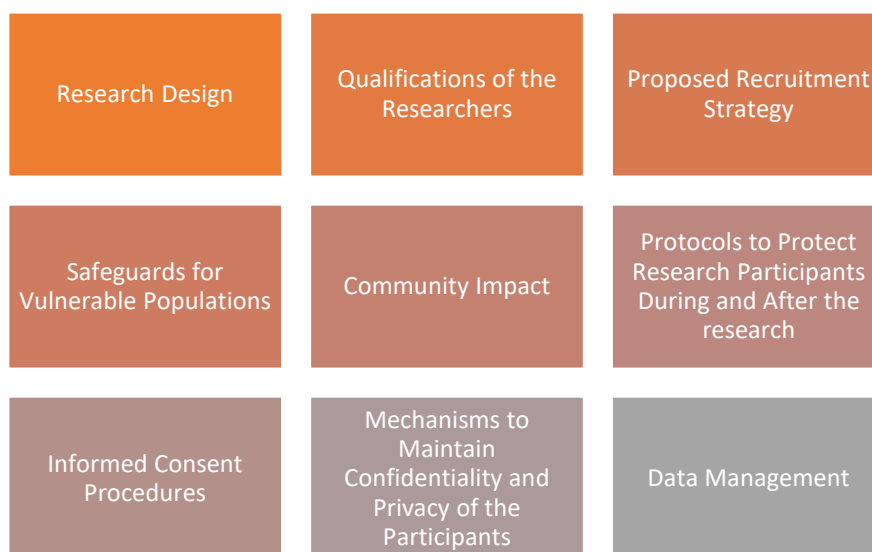 Research Design
Qualifications of the
Researchers
Proposed Recruitment
Strategy
Safeguards for
Vulnerable Populations
Community Impact
Protocols to Protect
Research Participants
During and After the
research
Informed Consent
Procedures
Mechanisms to
Maintain
Confidentiality and
Privacy of the
Participants
Data Management